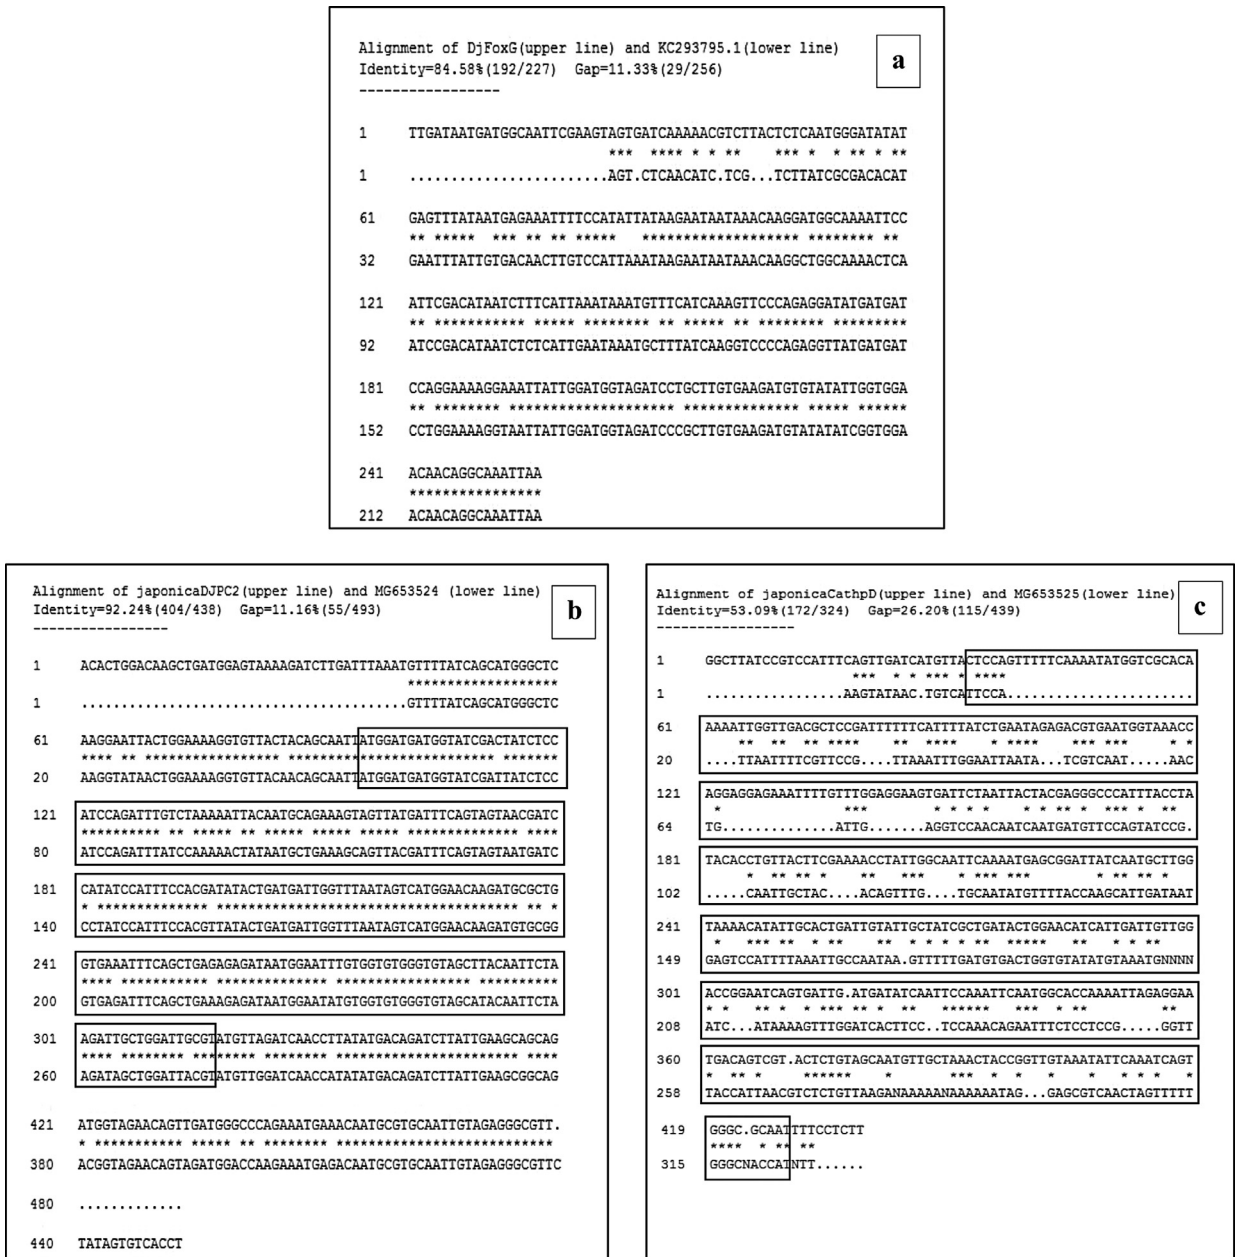 Alignment of DjFoxG(upper line) and KC293795.1(lower line)
Identity=84.58%(192/227) Gap=11.33%(29/256)
a
-----------------
1 TTGATAATGATGGCAATTCGAAGTAGTGATCAAAAACGTCTTACTCTCAATGGGATATAT
*** **** * * ** *** * * ** * **
1 ........................AGT.CTCAACATC.TCG...TCTTATCGCGACACAT
61 GAGTTTATAATGAGAAATTTTCCATATTATAAGAATAATAAACAAGGATGGCAAAATTCC
** ***** *** ** ** ***** ******************* ******** **
32 GAATTTATTGTGACAACTTGTCCATTAAATAAGAATAATAAACAAGGCTGGCAAAACTCA
121 ATTCGACATAATCTTTCATTAAATAAATGTTTCATCAAAGTTCCCAGAGGATATGATGAT
** *********** ***** ******** ** ***** ** ******** *********
92 ATCCGACATAATCTCTCATTGAATAAATGCTTTATCAAGGTCCCCAGAGGTTATGATGAT
181 CCAGGAAAAGGAAATTATTGGATGGTAGATCCTGCTTGTGAAGATGTGTATATTGGTGGA
** ******** ******************** ************** ***** ******
152 CCTGGAAAAGGTAATTATTGGATGGTAGATCCCGCTTGTGAAGATGTATATATCGGTGGA
241 ACAACAGGCAAATTAA
****************
212 ACAACAGGCAAATTAA
Alignment of japonicaDJPC2(upper line) and MG653524 (lower line)
Identity=92.24%(404/438) Gap=11.16%(55/493)
b
-----------------
1 ACACTGGACAAGCTGATGGAGTAAAAGATCTTGATTTAAATGTTTTATCAGCATGGGCTC
*******************
1 .........................................GTTTTATCAGCATGGGCTC
61 AAGGAATTACTGGAAAAGGTGTTACTACAGCAATTATGGATGATGGTATCGACTATCTCC
**** ** ***************** ************************** *******
20 AAGGTATAACTGGAAAAGGTGTTACAACAGCAATTATGGATGATGGTATCGATTATCTCC
121 ATCCAGATTTGTCTAAAAATTACAATGCAGAAAGTAGTTATGATTTCAGTAGTAACGATC
********** ** ***** ** ***** ***** **** ************** ****
80 ATCCAGATTTATCCAAAAACTATAATGCTGAAAGCAGTTACGATTTCAGTAGTAATGATC
181 CATATCCATTTCCACGATATACTGATGATTGGTTTAATAGTCATGGAACAAGATGCGCTG
* ************** ************************************** ** *
140 CCTATCCATTTCCACGTTATACTGATGATTGGTTTAATAGTCATGGAACAAGATGTGCGG
241 GTGAAATTTCAGCTGAGAGAGATAATGGAATTTGTGGTGTGGGTGTAGCTTACAATTCTA
**** *********** ************** ***************** **********
200 GTGAGATTTCAGCTGAAAGAGATAATGGAATATGTGGTGTGGGTGTAGCATACAATTCTA
301 AGATTGCTGGATTGCGTATGTTAGATCAACCTTATATGACAGATCTTATTGAAGCAGCAG
**** ******** ******** ******** *********************** ****
260 AGATAGCTGGATTACGTATGTTGGATCAACCATATATGACAGATCTTATTGAAGCGGCAG
421 ATGGTAGAACAGTTGATGGGCCCAGAAATGAAACAATGCGTGCAATTGTAGAGGGCGTT.
* *********** ***** ** ******** ***************************
380 ACGGTAGAACAGTAGATGGACCAAGAAATGAGACAATGCGTGCAATTGTAGAGGGCGTTC
480 .............
440 TATAGTGTCACCT
Alignment of japonicaCathpD(upper line) and MG653525(lower line)
Identity=53.09%(172/324) Gap=26.20%(115/439)
c
-----------------
1 GGCTTATCCGTCCATTTCAGTTGATCATGTTACTCCAGTTTTTCAAAATATGGTCGCACA
*** * * *** * ****
1 .................AAGTATAAC.TGTCATTCCA.......................
61 AAAATTGGTTGACGCTCCGATTTTTTCATTTTATCTGAATAGAGACGTGAATGGTAAACC
** ** ** **** ** **** **** *** *** * *
20 ....TTAATTTTCGTTCCG....TTAAATTTGGAATTAATA...TCGTCAAT.....AAC
121 AGGAGGAGAAATTTTGTTTGGAGGAAGTGATTCTAATTACTACGAGGGCCCATTTACCTA
* *** * * * * * * ** * * * **
64 TG..............ATTG.......AGGTCCAACAATCAATGATGTTCCAGTATCCG.
181 TACACCTGTTACTTCGAAAACCTATTGGCAATTCAAAATGAGCGGATTATCAATGCTTGG
* ** ** * *** * *** * *** ** * * *
102 .....CAATTGCTAC....ACAGTTTG....TGCAATATGTTTTACCAAGCATTGATAAT
241 TAAAACATATTGCACTGATTGTATTGCTATCGCTGATACTGGAACATCATTGATTGTTGG
* *** ** * ** ** * * * * ** ***** ** *** **
149 GAGTCCATTTTAAATTGCCAATAA.GTTTTTGATGTGACTGGTGTATATGTAAATGNNNN
301 ACCGGAATCAGTGATTG.ATGATATCAATTCCAAATTCAATGGCACCAAAATTAGAGGAA
* * ** * *** ** * ** ****** *** * ** **
208 ATC...ATAAAAGTTTGGATCACTTCC..TCCAAACAGAATTTCTCCTCCG.....GGTT
360 TGACAGTCGT.ACTCTGTAGCAATGTTGCTAAACTACCGGTTGTAAATATTCAAATCAGT
* ** * ****** * *** * * * * *** * *
258 TACCATTAACGTCTCTGTTAAGANAAAAANAAAAAATAG...GAGCGTCAACTAGTTTTT
419 GGGC.GCAATTTTCCTCTT
**** * ** **
315 GGGCNACCATNTT......